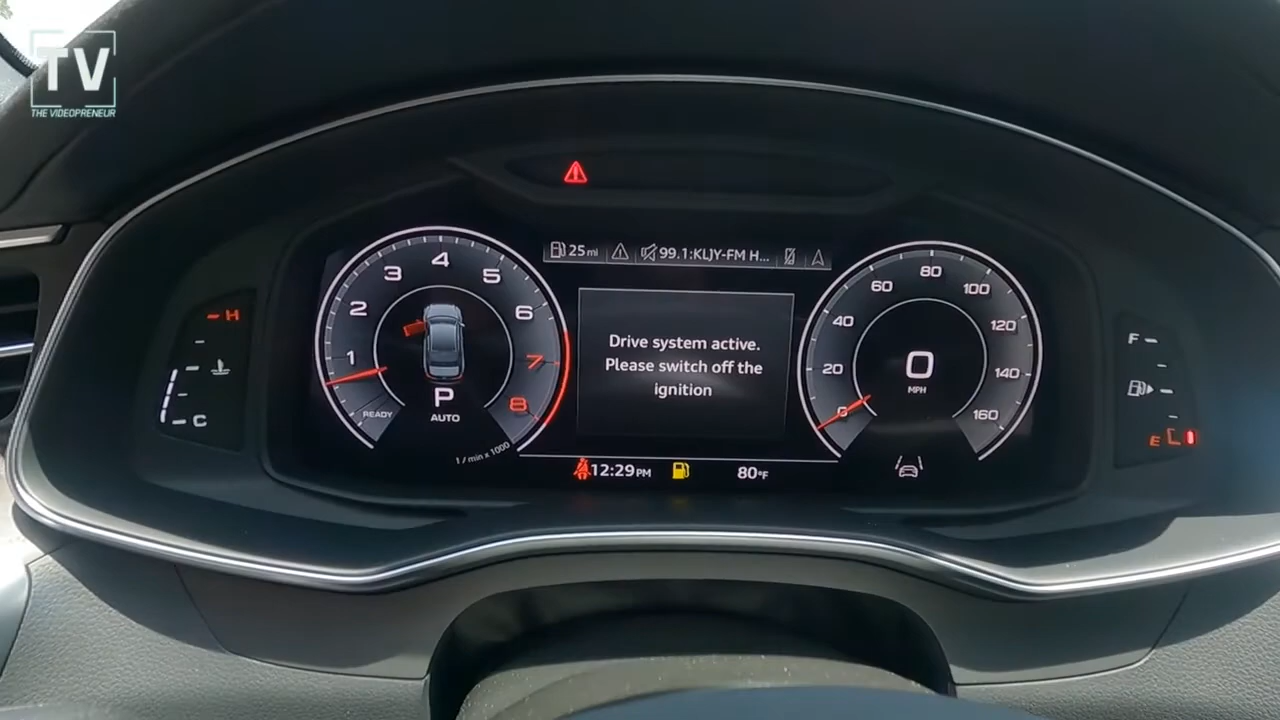 TV
THE VIDEOPRENEUR
25 mi
99.1:KLJY-FM H...
1 2 3 4 5 6 7 8
READY
P
AUTO
1 / min x 1000
Drive system active.
Please switch off the
ignition
0 20 40 60 80 100 120 140 160
0
MPH
H
C
F
E
12:29 PM
80°F